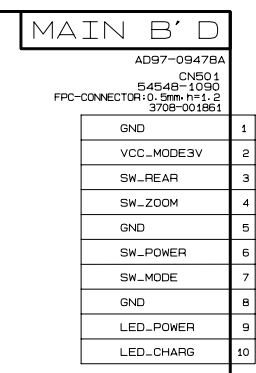 MAIN B'D
AD97-09478A
CN501
54548-1090
FPC-CONNECTOR:0.5mm,h=1.2
3708-001861
GND 1
VCC_MODE3V 2
SW_REAR 3
SW_ZOOM 4
GND 5
SW_POWER 6
SW_MODE 7
GND 8
LED_POWER 9
LED_CHARG 10